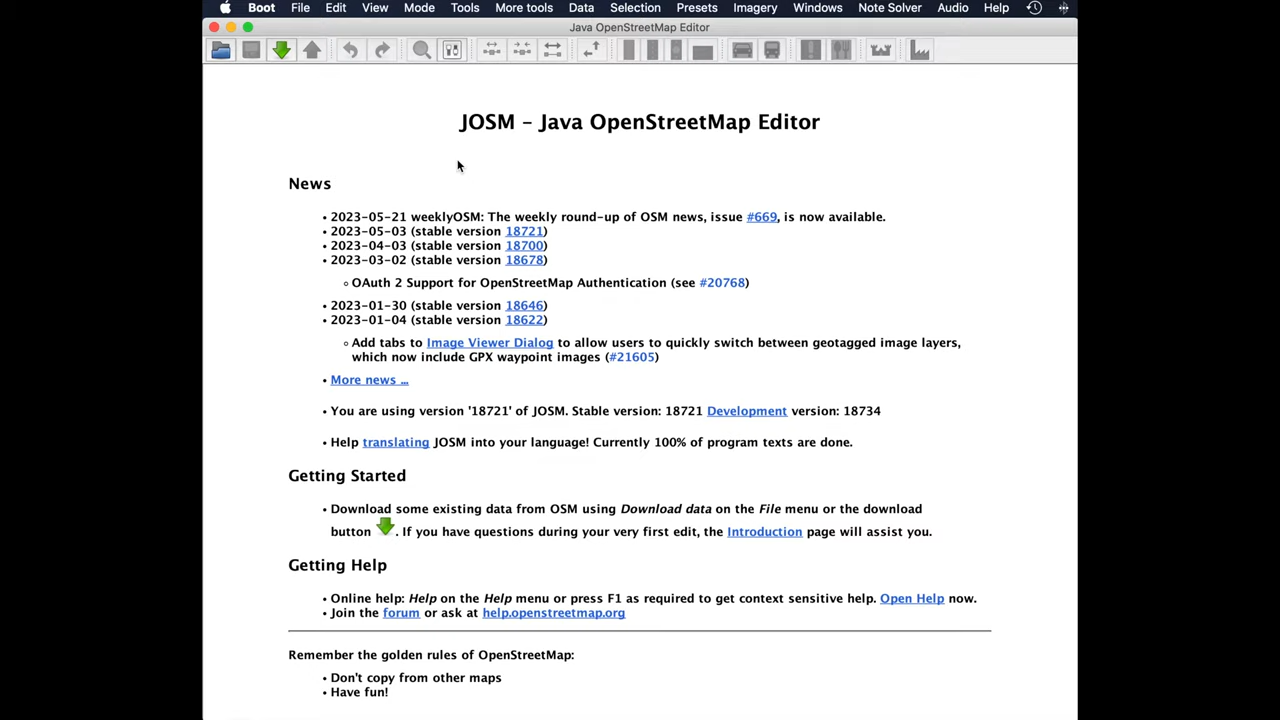 Boot File Edit View Mode Tools More tools Data Selection Presets Imagery Windows Note Solver Audio Help
Java OpenStreetMap Editor
JOSM – Java OpenStreetMap Editor
News
• 2023-05-21 weeklyOSM: The weekly round-up of OSM news, issue #669, is now available.
• 2023-05-03 (stable version 18721)
• 2023-04-03 (stable version 18700)
• 2023-03-02 (stable version 18678)
◦ OAuth 2 Support for OpenStreetMap Authentication (see #20768)
• 2023-01-30 (stable version 18646)
• 2023-01-04 (stable version 18622)
◦ Add tabs to Image Viewer Dialog to allow users to quickly switch between geotagged image layers,
which now include GPX waypoint images (#21605)
• More news ...
• You are using version '18721' of JOSM. Stable version: 18721 Development version: 18734
• Help translating JOSM into your language! Currently 100% of program texts are done.
Getting Started
• Download some existing data from OSM using Download data on the File menu or the download
button . If you have questions during your very first edit, the Introduction page will assist you.
Getting Help
• Online help: Help on the Help menu or press F1 as required to get context sensitive help. Open Help now.
• Join the forum or ask at help.openstreetmap.org
Remember the golden rules of OpenStreetMap:
• Don't copy from other maps
• Have fun!